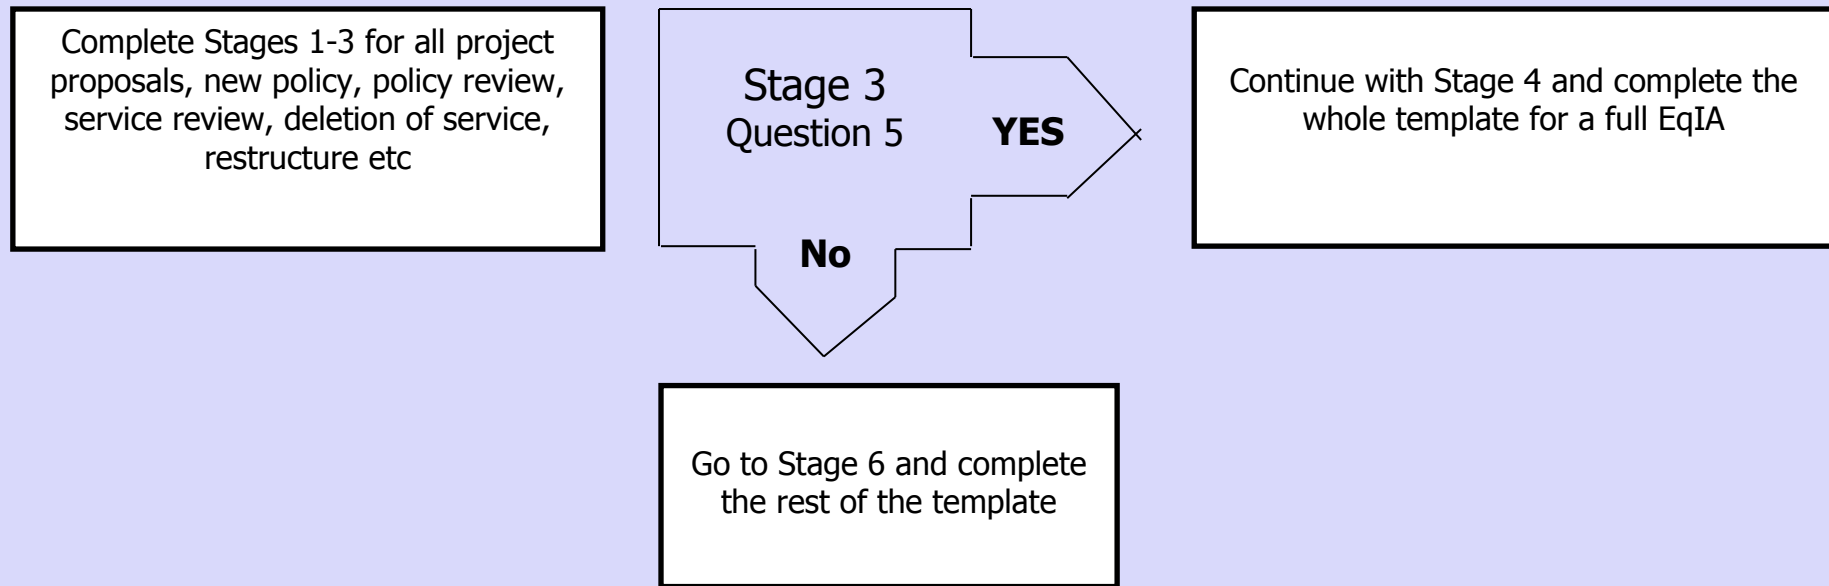 Complete Stages 1-3 for all project
proposals, new policy, policy review,
service review, deletion of service,
restructure etc
Stage 3
Question 5
YES
No
Continue with Stage 4 and complete the
whole template for a full EqIA
Go to Stage 6 and complete
the rest of the template